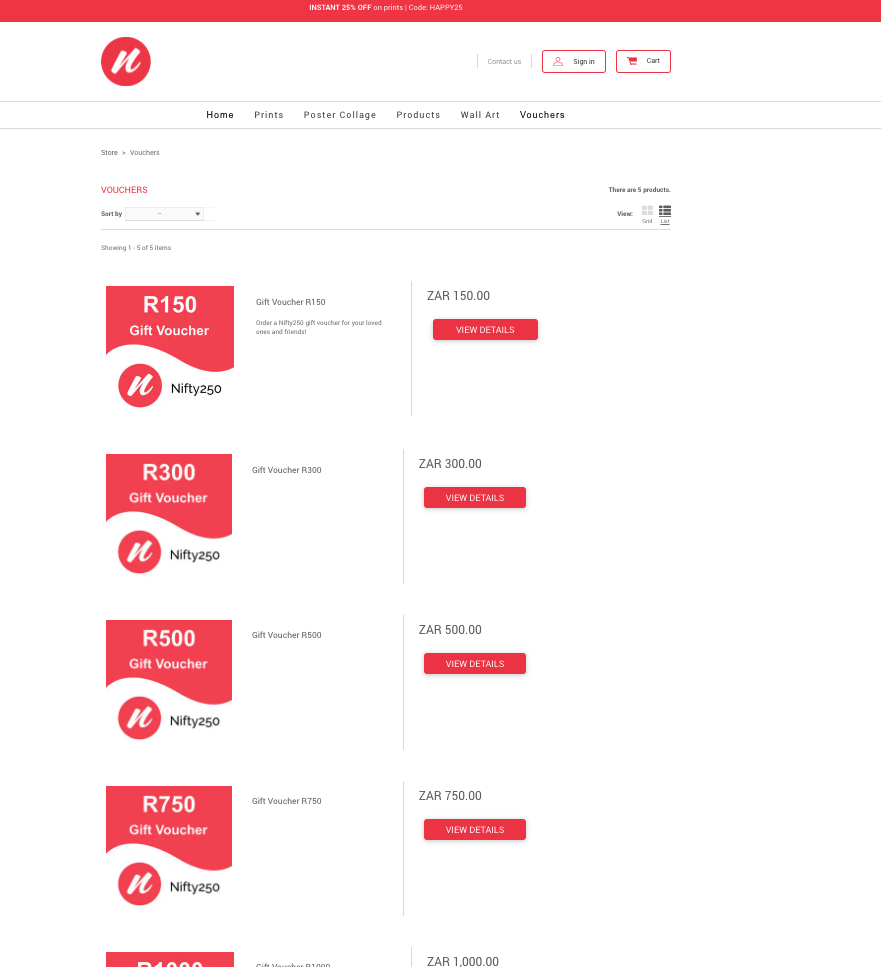 INSTANT 25% OFF on prints | Code: HAPPY25
n
Contact us
Sign in
Cart
Home Prints Poster Collage Products Wall Art Vouchers
Store > Vouchers
VOUCHERS
There are 5 products.
Sort by --
View: Grid List
Showing 1 - 5 of 5 items
R150
Gift Voucher
n Nifty250
Gift Voucher R150
Order a Nifty250 gift voucher for your loved
ones and friends!
ZAR 150.00
VIEW DETAILS
R300
Gift Voucher
n Nifty250
Gift Voucher R300
ZAR 300.00
VIEW DETAILS
R500
Gift Voucher
n Nifty250
Gift Voucher R500
ZAR 500.00
VIEW DETAILS
R750
Gift Voucher
n Nifty250
Gift Voucher R750
ZAR 750.00
VIEW DETAILS
R1000
Gift Voucher R1000
ZAR 1,000.00